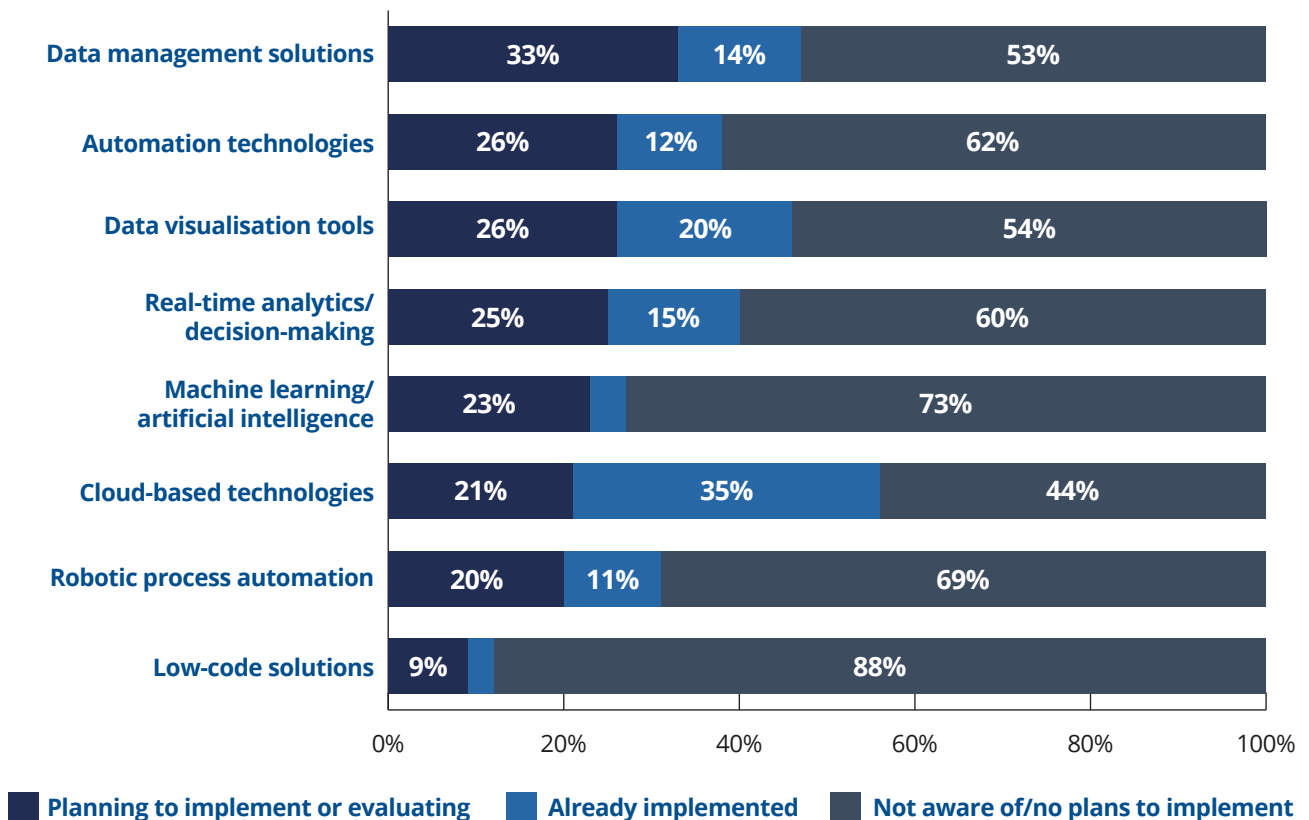 Data management solutions 33% 14% 53%
Automation technologies 26% 12% 62%
Data visualisation tools 26% 20% 54%
Real-time analytics/
decision-making 25% 15% 60%
Machine learning/
artificial intelligence 23% 73%
Cloud-based technologies 21% 35% 44%
Robotic process automation 20% 11% 69%
Low-code solutions 9% 88%
0% 20% 40% 60% 80% 100%
Planning to implement or evaluating Already implemented Not aware of/no plans to implement